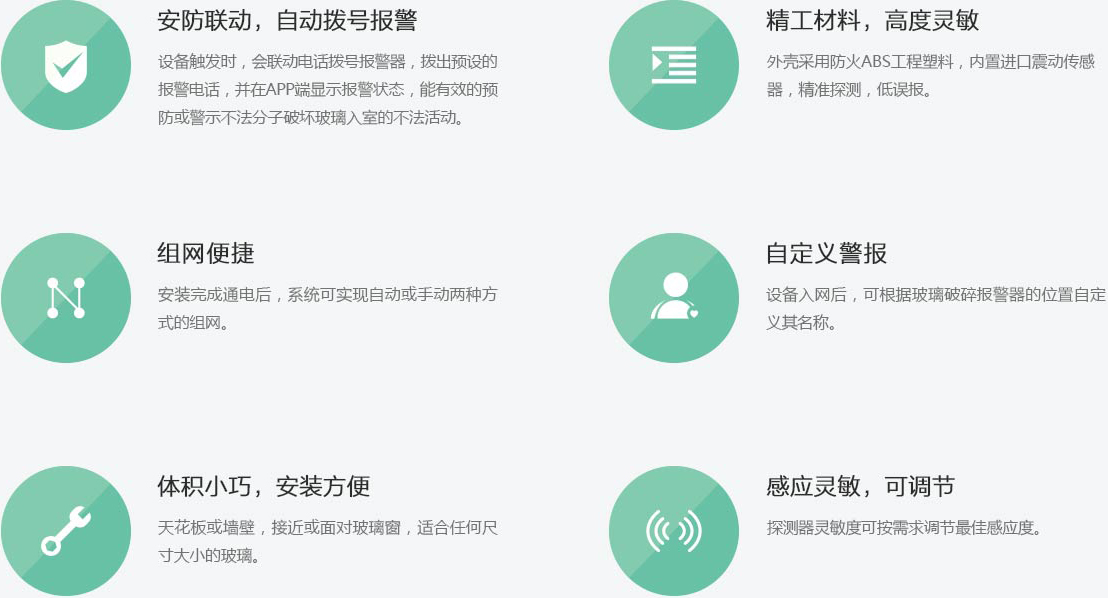 安防联动，自动拨号报警
设备触发时，会联动电话拨号报警器，拨出预设的
报警电话，并在APP端显示报警状态，能有效的预
防或警示不法分子破坏玻璃入室的不法活动。
精工材料，高度灵敏
外壳采用防火ABS工程塑料，内置进口震动传感
器，精准探测，低误报。
组网便捷
安装完成通电后，系统可实现自动或手动两种方
式的组网。
自定义警报
设备入网后，可根据玻璃破碎报警器的位置自定
义其名称。
体积小巧，安装方便
天花板或墙壁，接近或面对玻璃窗，适合任何尺
寸大小的玻璃。
感应灵敏，可调节
探测器灵敏度可按需求调节最佳感应度。